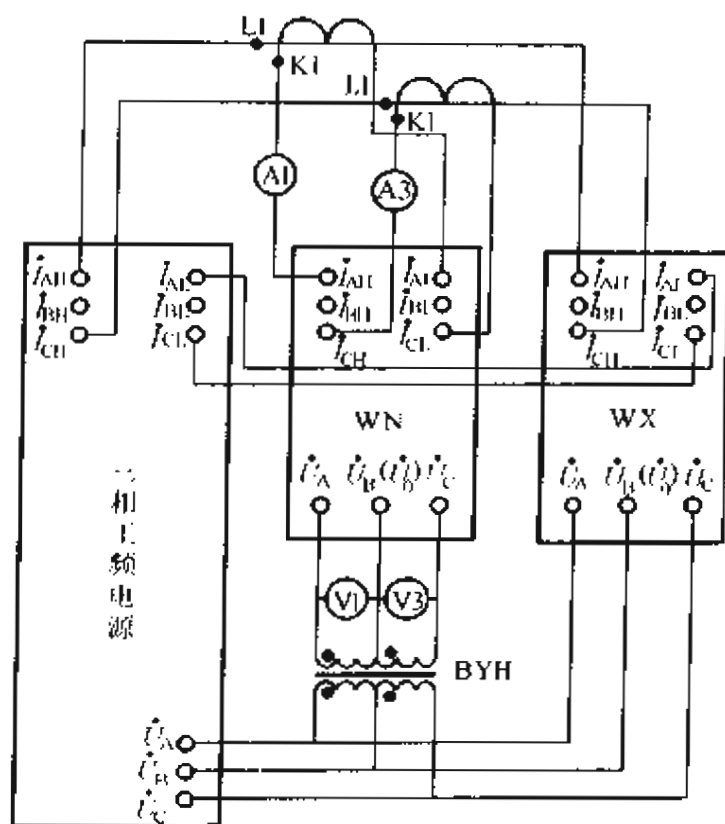 L1
K1
L1
K1
A1
A3
İAH
İBH
İCH
İAL
İBL
İCL
İAH
İBH
İCH
İAL
İBL
İCL
İAH
İBH
İCH
İAL
İBL
İCL
WN
WX
U̇A
U̇B(U̇0)
U̇C
U̇A
U̇B(U̇0)
U̇C
三相工频电源
V1
V3
BYH
U̇A
U̇B
U̇C